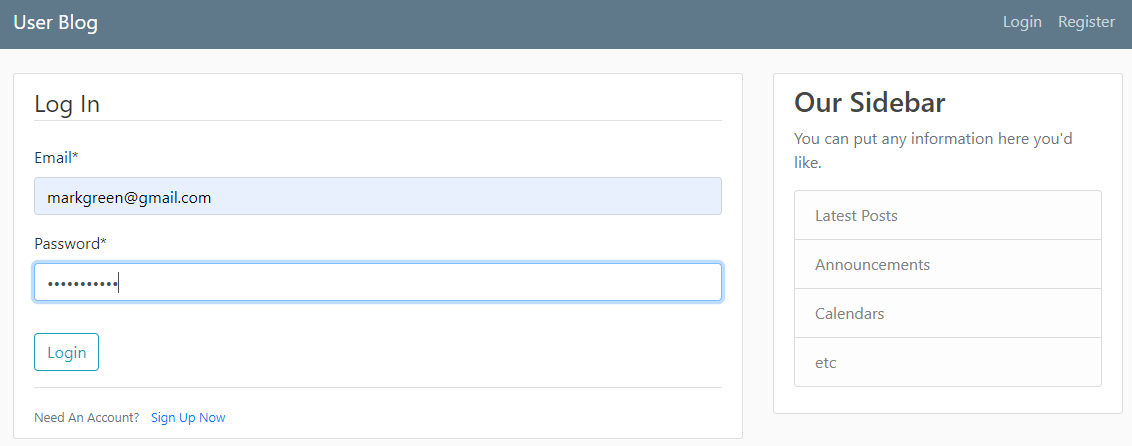 User Blog
Login Register
Log In
Email*
markgreen@gmail.com
Password*
•••••••••••
Login
Need An Account? Sign Up Now
Our Sidebar
You can put any information here you'd
like.
Latest Posts
Announcements
Calendars
etc